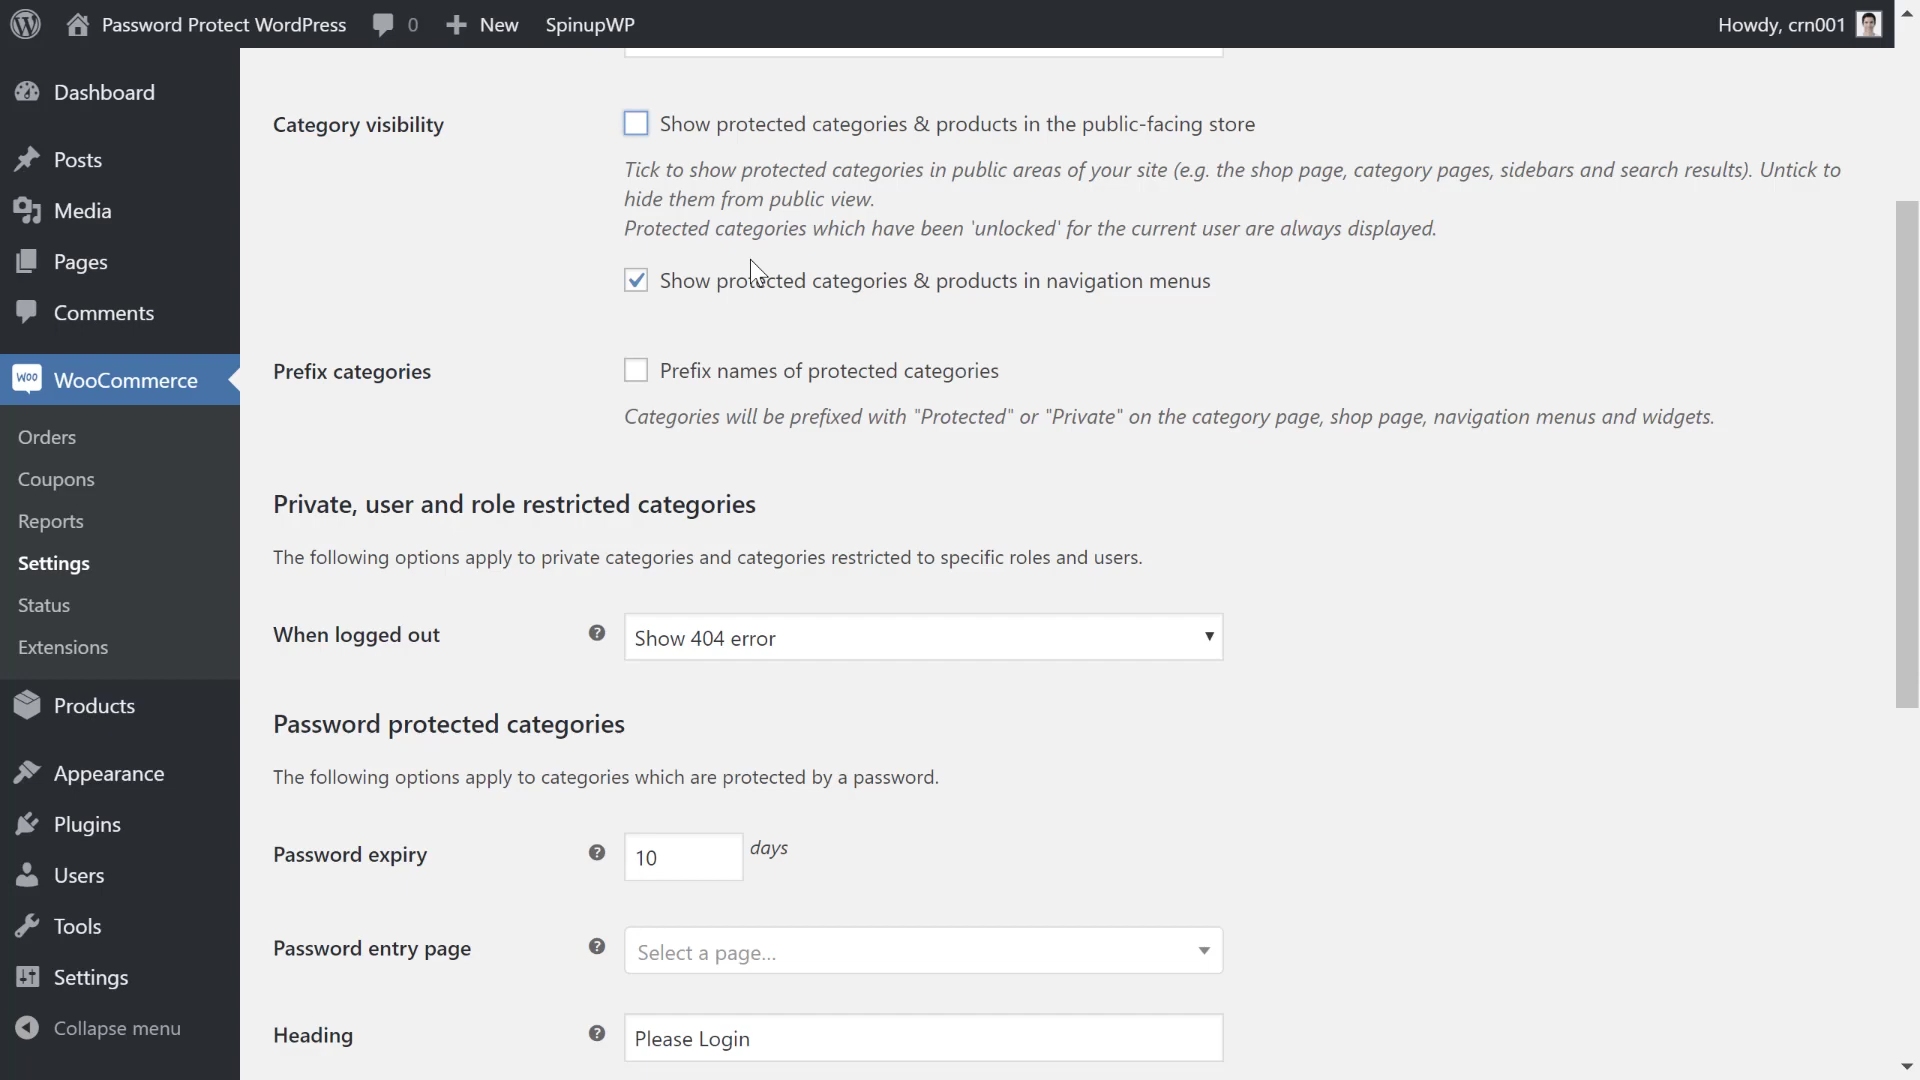 Password Protect WordPress
0
New
SpinupWP
Howdy, crn001
Dashboard
Posts
Media
Pages
Comments
WOO
WooCommerce
Orders
Coupons
Reports
Settings
Status
Extensions
Products
Appearance
Plugins
Users
Tools
Settings
Collapse menu
Category visibility
Show protected categories & products in the public-facing store
Tick to show protected categories in public areas of your site (e.g. the shop page, category pages, sidebars and search results). Untick to
hide them from public view.
Protected categories which have been 'unlocked' for the current user are always displayed.
Show protected categories & products in navigation menus
Prefix categories
Prefix names of protected categories
Categories will be prefixed with "Protected" or "Private" on the category page, shop page, navigation menus and widgets.
Private, user and role restricted categories
The following options apply to private categories and categories restricted to specific roles and users.
When logged out
?
Show 404 error
Password protected categories
The following options apply to categories which are protected by a password.
Password expiry
?
10
days
Password entry page
?
Select a page...
Heading
?
Please Login